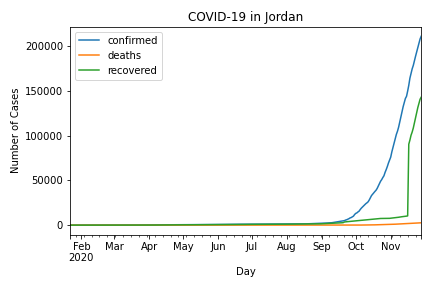 COVID-19 in Jordan
confirmed
deaths
recovered
Number of Cases
200000
150000
100000
50000
0
Feb Mar Apr May Jun Jul Aug Sep Oct Nov
2020
Day